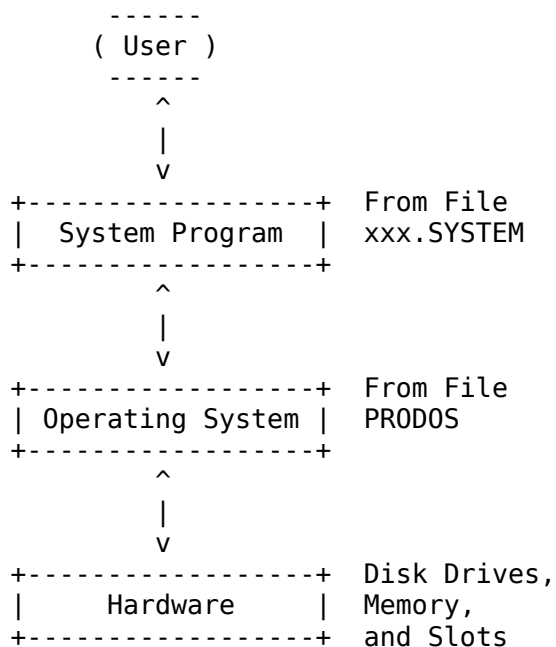 ------
( User )
------
^
|
v
+------------------+ From File
| System Program | xxx.SYSTEM
+------------------+
^
|
v
+------------------+ From File
| Operating System | PRODOS
+------------------+
^
|
v
+------------------+ Disk Drives,
| Hardware | Memory,
+------------------+ and Slots